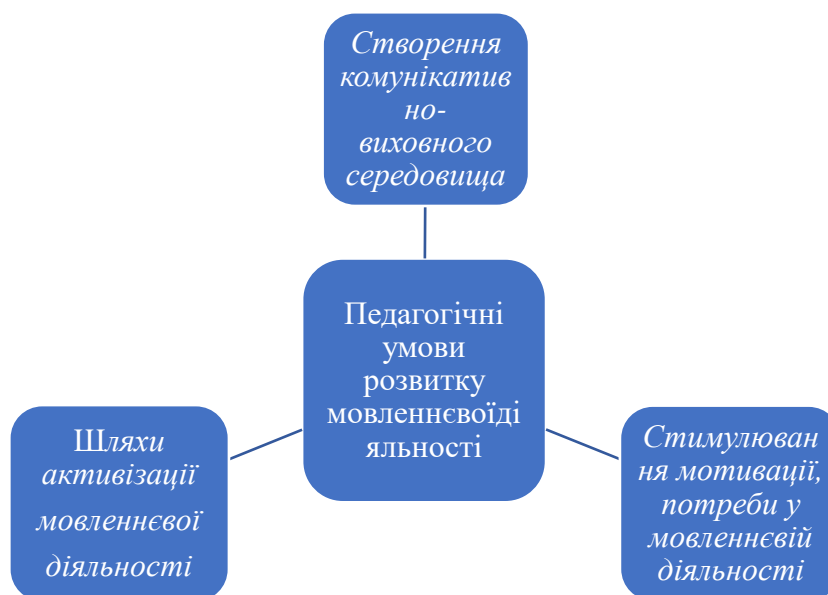 Створення
комунікатив
но-
виховного
середовища
Педагогічні
умови
розвитку
мовленнєвоїді
яльності
Шляхи
активізації
мовленнєвої
діяльності
Стимулюван
ня мотивації,
потреби у
мовленнєвій
діяльності